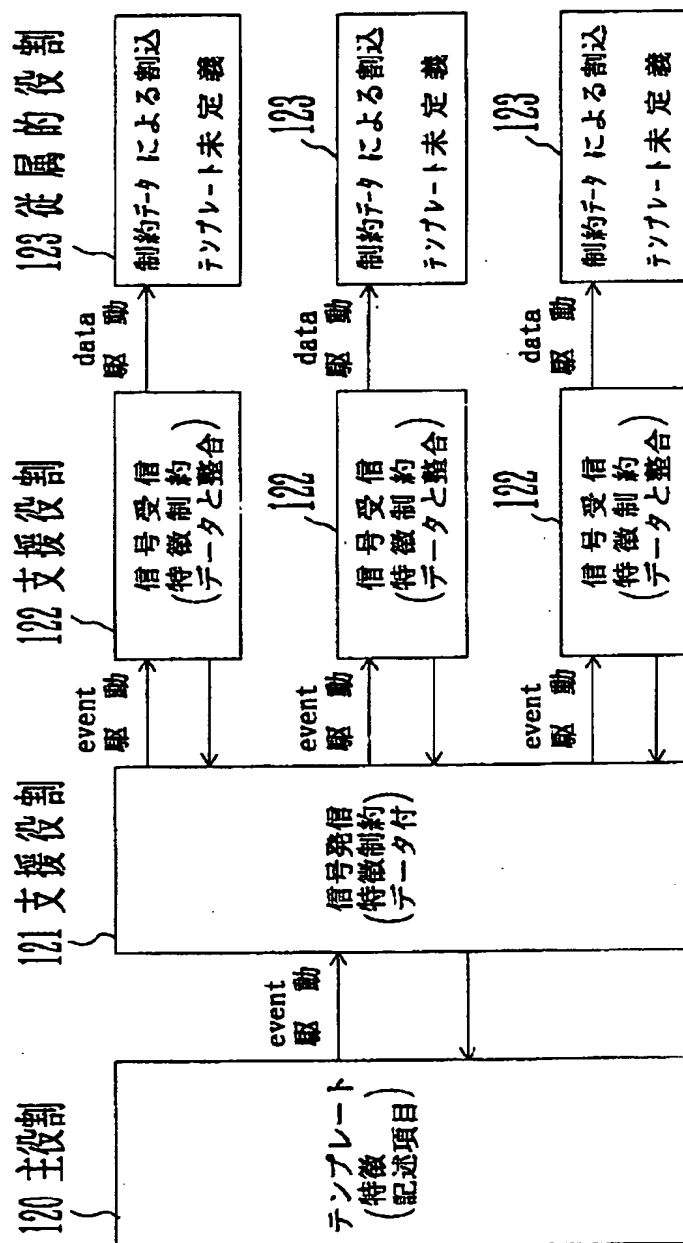 120 主役割
テンプレート
(特徴
記述項目)
event
駆動
121 支援役割
信号発信
(特徴制約
データ付)
event
駆動
122 支援役割
信号受信
(特徴制約
データと整合)
data
駆動
123 従属的役割
制約データによる割込
テンプレート未定義
event
駆動
122
信号受信
(特徴制約
データと整合)
data
駆動
123
制約データによる割込
テンプレート未定義
event
駆動
122
信号受信
(特徴制約
データと整合)
data
駆動
123
制約データによる割込
テンプレート未定義